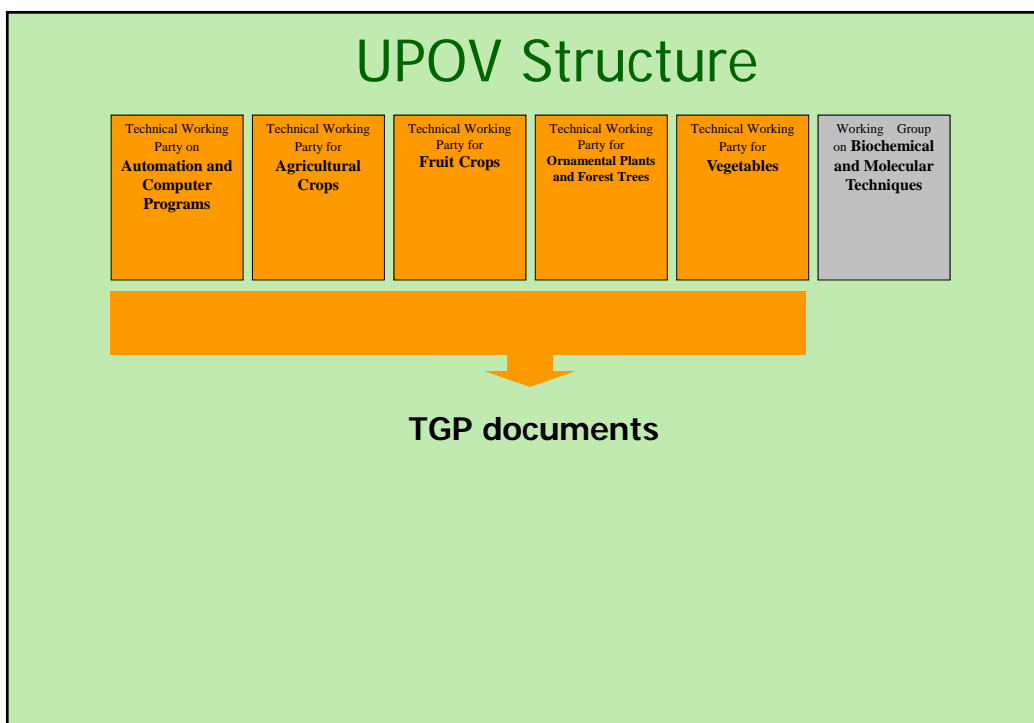 UPOV Structure
Technical Working
Party on
Automation and
Computer
Programs
Technical Working
Party for
Agricultural
Crops
Technical Working
Party for
Fruit Crops
Technical Working
Party for
Ornamental Plants
and Forest Trees
Technical Working
Party for
Vegetables
Working Group
on Biochemical
and Molecular
Techniques
TGP documents